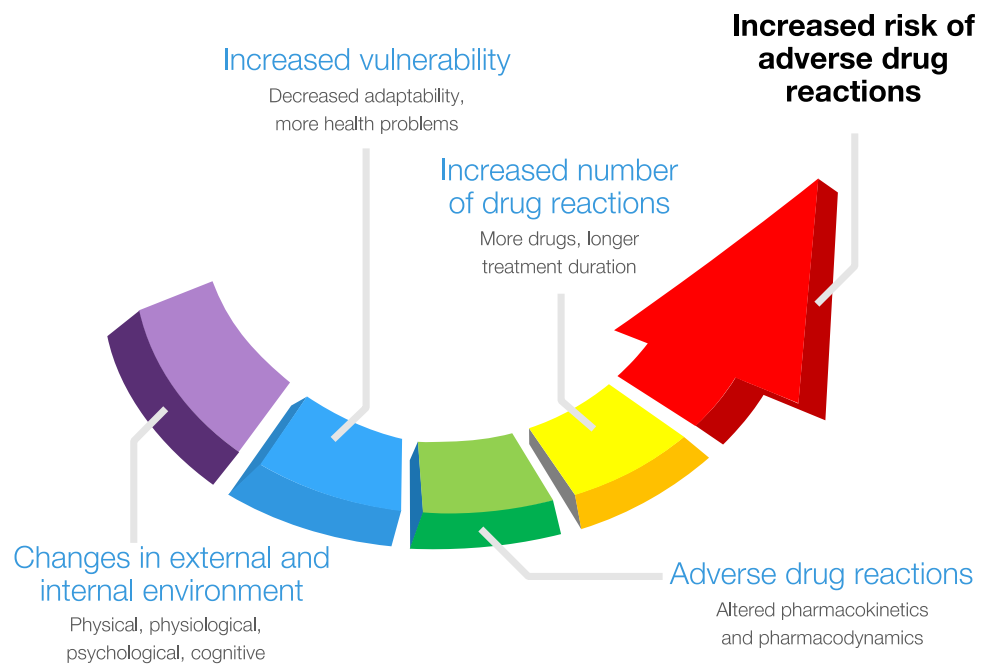 Increased risk of
adverse drug
reactions
Increased vulnerability
Decreased adaptability,
more health problems
Increased number
of drug reactions
More drugs, longer
treatment duration
Changes in external and
internal environment
Physical, physiological,
psychological, cognitive
Adverse drug reactions
Altered pharmacokinetics
and pharmacodynamics